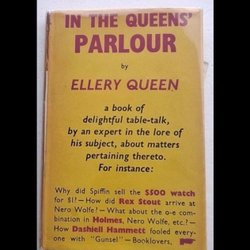 IN THE QUEENS'
PARLOUR
by
ELLERY QUEEN
a book of
delightful table-talk,
by an expert in the lore of
his subject, about matters
pertaining thereto.
For instance:
Why did Spiffin sell the $500 watch
for $1?—How did Rex Stout arrive at
Nero Wolfe?—What about the o-e com-
bination in Holmes, Nero Wolfe, etc.?—
How Dashiell Hammett fooled every-
one with "Gunsel"—Booklovers,